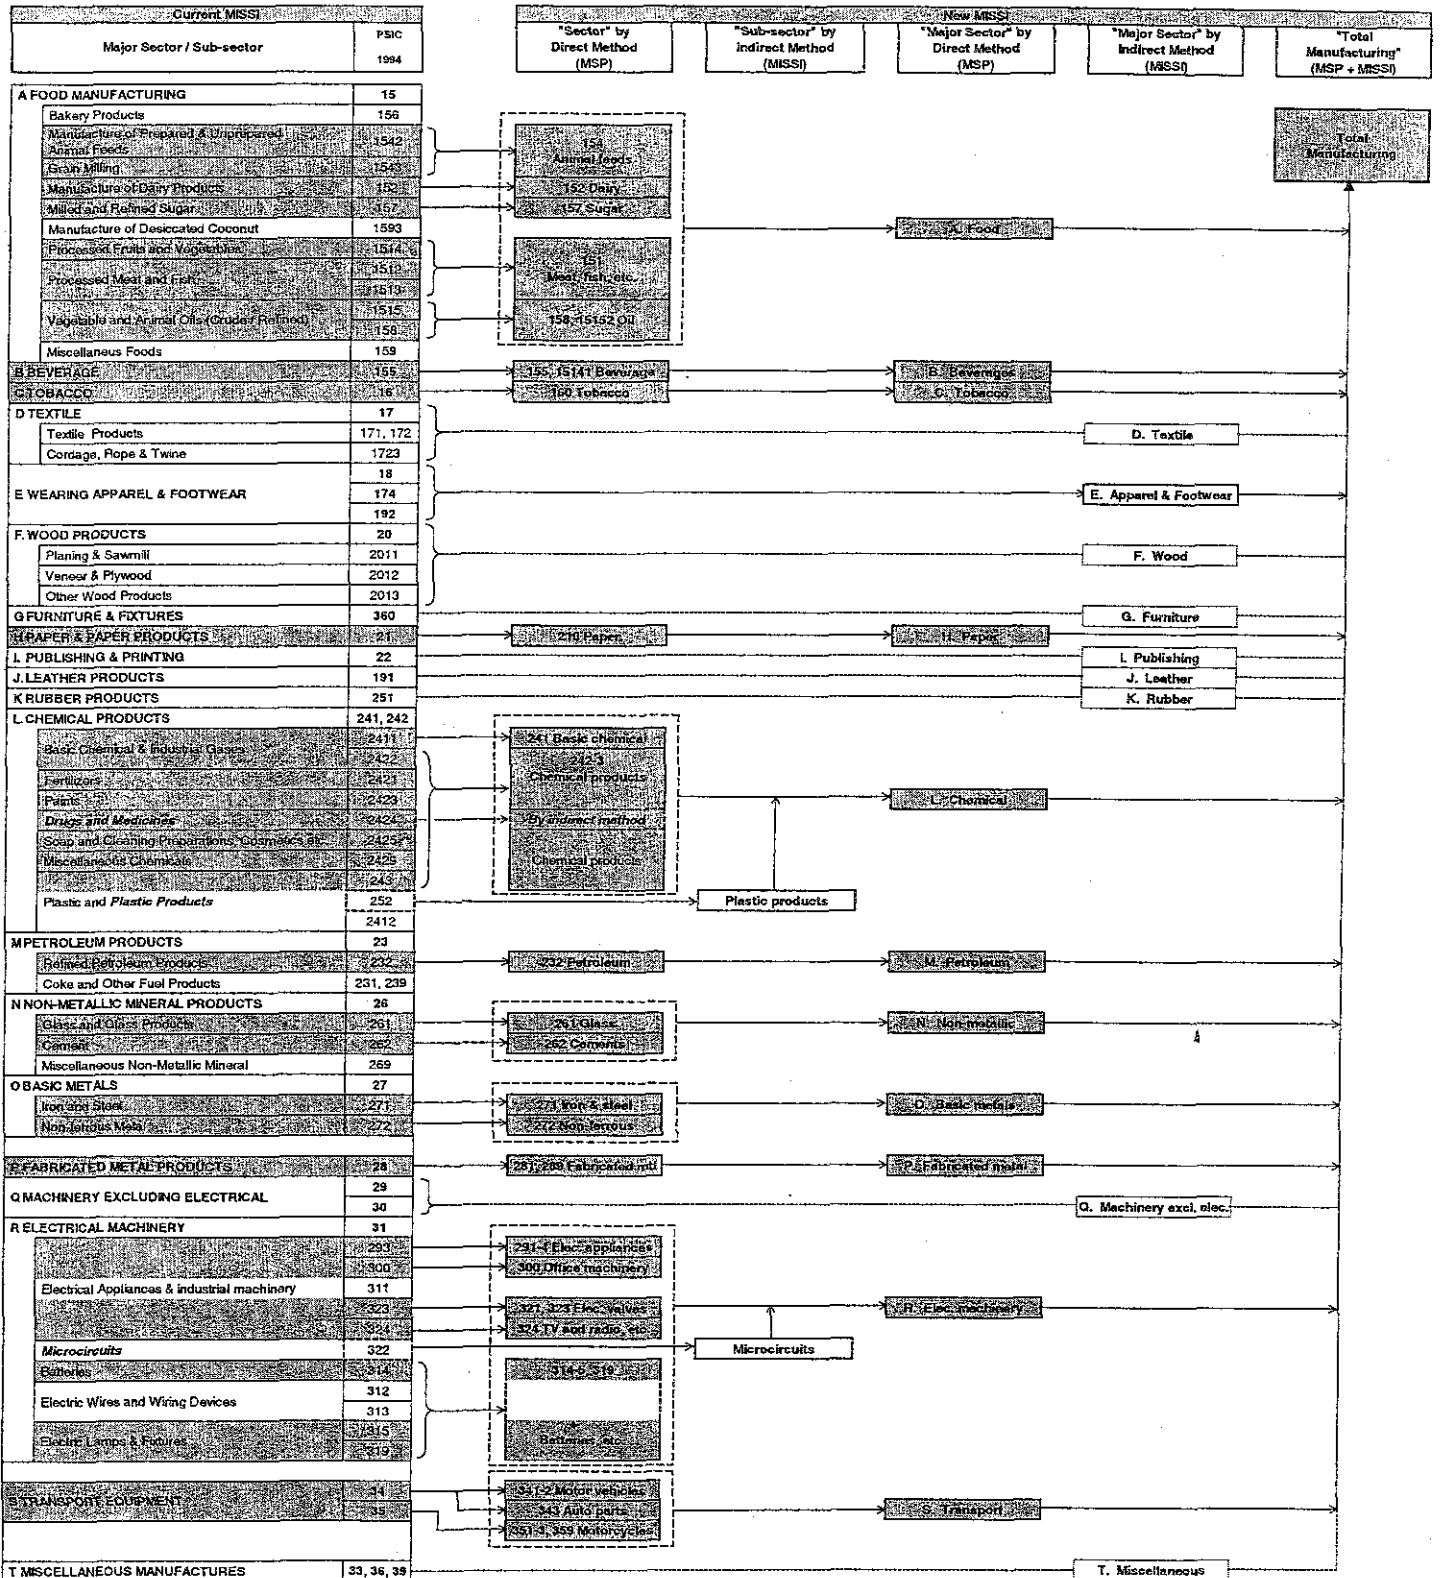 Current MISSI
New MISSI
Major Sector / Sub-sector
PSIC
1994
"Sector" by
Direct Method
(MSP)
"Sub-sector" by
Indirect Method
(MISSI)
"Major Sector" by
Direct Method
(MSP)
"Major Sector" by
Indirect Method
(MISSI)
"Total
Manufacturing"
(MSP + MISSI)
A FOOD MANUFACTURING 15
Bakery Products 156
Manufacture of Prepared & Unprepared
Animal Feeds 1542
Grain Milling 1543
154
Animal feeds
Total
Manufacturing
Manufacture of Dairy Products 152 152 Dairy
Milled and Refined Sugar 157 157 Sugar
Manufacture of Desiccated Coconut 1593 A. Food
Processed Fruits and Vegetables 1514
Processed Meat and Fish 1512
1513
151
Meat, fish, etc.
Vegetable and Animal Oils (Crude / Refined) 1515
158
158, 15152 Oil
Miscellaneus Foods 159
B BEVERAGE 155 155, 15141 Beverage B. Beverages
C TOBACCO 16 160 Tobacco C. Tobacco
D TEXTILE 17
Textile Products 171, 172 D. Textile
Cordage, Rope & Twine 1723
E WEARING APPAREL & FOOTWEAR 18
174
192
E. Apparel & Footwear
F. WOOD PRODUCTS 20
Planing & Sawmill 2011 F. Wood
Veneer & Plywood 2012
Other Wood Products 2013
G FURNITURE & FIXTURES 360 G. Furniture
H PAPER & PAPER PRODUCTS 21 210 Paper H. Paper
I. PUBLISHING & PRINTING 22 I. Publishing
J. LEATHER PRODUCTS 191 J. Leather
K RUBBER PRODUCTS 251 K. Rubber
L. CHEMICAL PRODUCTS 241, 242
Basic Chemical & Industrial Gases 2411 241 Basic chemical
2422 242-3
Chemical products
Fertilizers 2421
Paints 2423 L. Chemical
Drugs and Medicines 2424 By indirect method
Soap and Cleaning Preparations, Cosmetics etc 2425
Miscellaneous Chemicals 2429 Chemical products
243
Plastic and Plastic Products 252 Plastic products
2412
M PETROLEUM PRODUCTS 23
Refined Petroleum Products 232 232 Petroleum M. Petroleum
Coke and Other Fuel Products 231, 239
N NON-METALLIC MINERAL PRODUCTS 26
Glass and Glass Products 261 261 Glass N. Non-metallic
Cement 262 262 Cements
Miscellaneous Non-Metallic Mineral 269
O BASIC METALS 27
Iron and Steel 271 271 Iron & steel O. Basic metals
Non-ferrous Metal 272 272 Non-ferrous
P FABRICATED METAL PRODUCTS 28 281, 289 Fabricated mtl P. Fabricated metal
Q MACHINERY EXCLUDING ELECTRICAL 29
30
Q. Machinery excl, elec.
R ELECTRICAL MACHINERY 31
293 291-4 Elec appliances
300 300 Office machinery
Electrical Appliances & industrial machinery 311
323 321, 323 Elec. valves R. Elec. machinery
324 324 TV and radio, etc
Microcircuits 322 Microcircuits
Batteries 314 314-5, 319
Electric Wires and Wiring Devices 312
313
Electric Lamps & Fixtures 315
319
Batteries, etc
S TRANSPORT EQUIPMENT 34
35
341-2 Motor vehicles
343 Auto parts
351-3, 359 Motorcycles
S. Transport
T MISCELLANEOUS MANUFACTURES 33, 36, 39 T. Miscellaneous